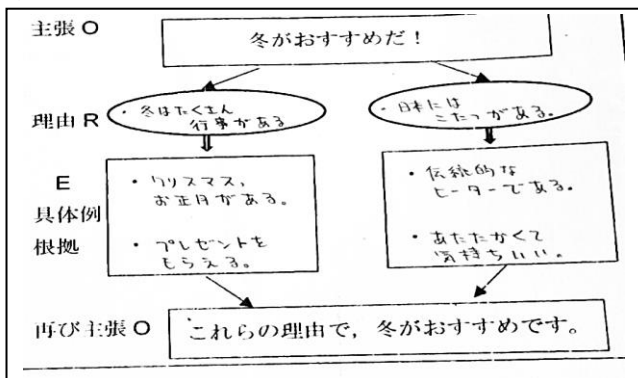 主張O
冬がおすすめだ！
理由R
・冬はたくさん
行事がある
・日本には
こたつがある。
E
具体例
根拠
・クリスマス、
お正月がある。
・プレゼントを
もらえる。
・伝統的な
ヒーターである。
・あたたかくて
気持ちいい。
再び主張O
これらの理由で，冬がおすすめです。